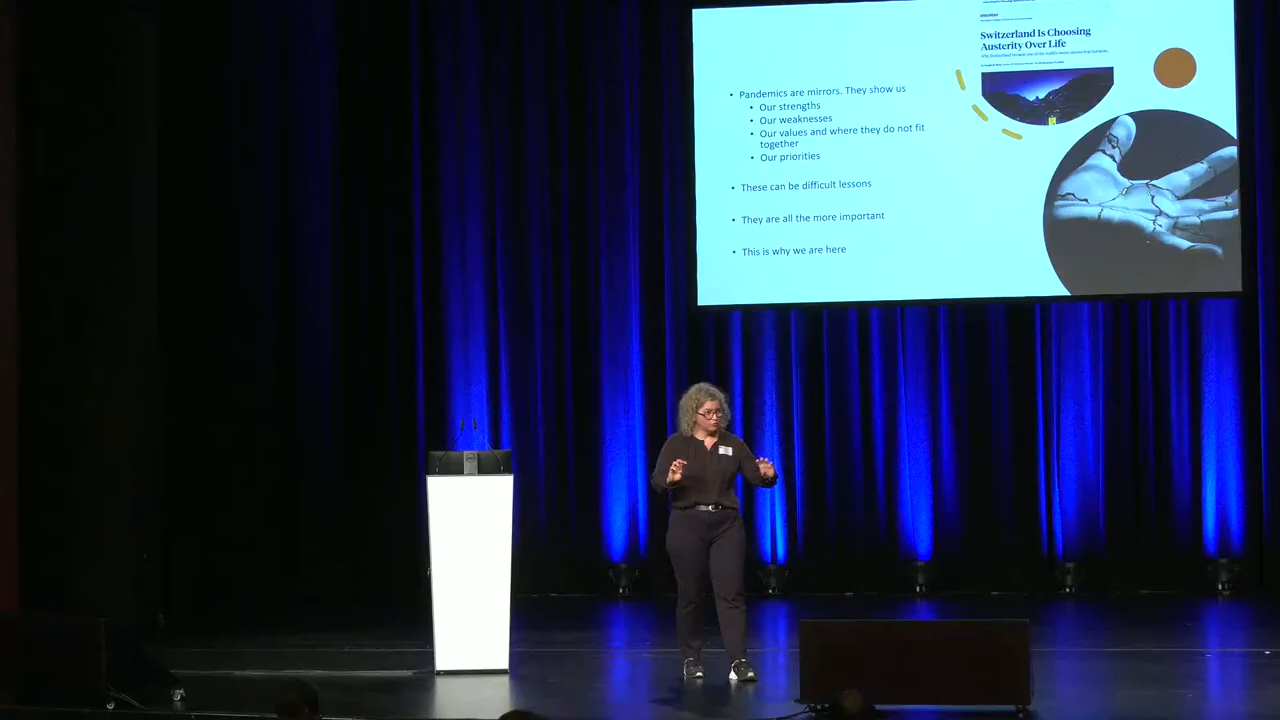 ARGUMENT
Switzerland Is Choosing
Austerity Over Life
• Pandemics are mirrors. They show us
• Our strengths
• Our weaknesses
• Our values and where they do not fit
together
• Our priorities
• These can be difficult lessons
• They are all the more important
• This is why we are here